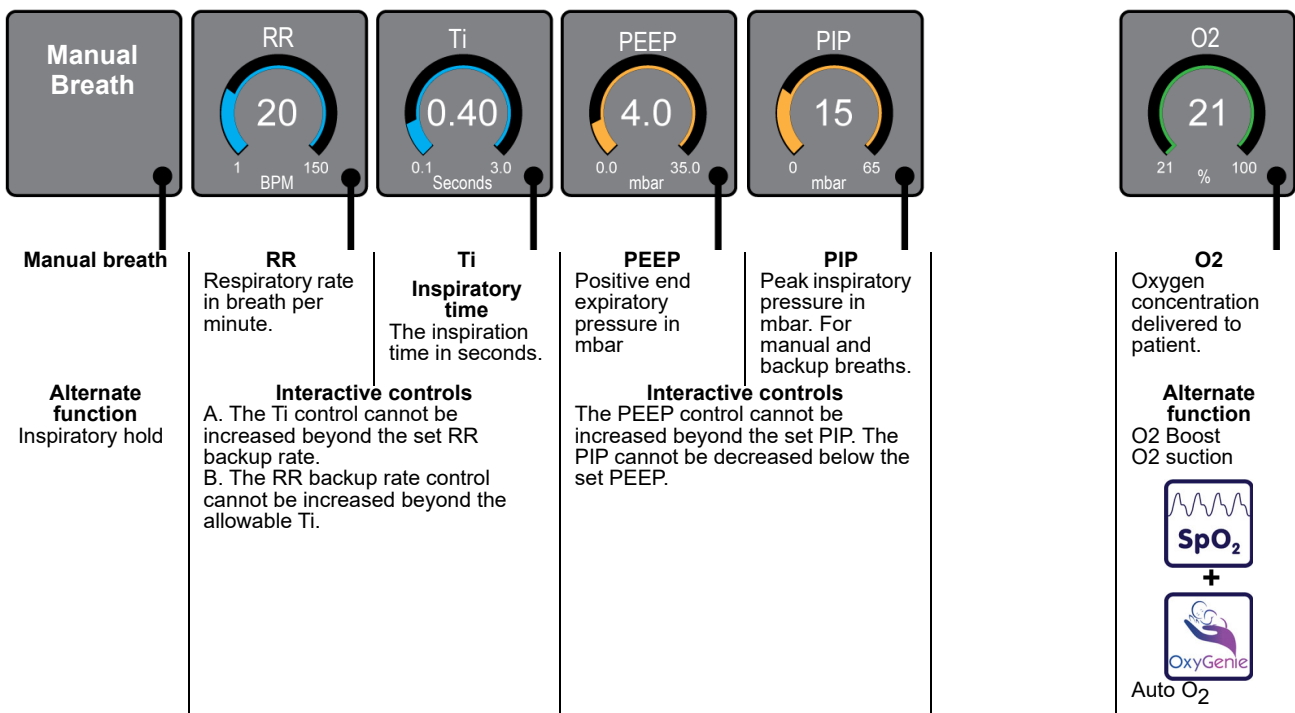 Manual
Breath
RR
20
1 150
BPM
Ti
0.40
0.1 3.0
Seconds
PEEP
4.0
0.0 35.0
mbar
PIP
15
0 65
mbar
O2
21
21 100
%
Manual breath
Alternate
function
Inspiratory hold
RR
Respiratory rate
in breath per
minute.
Ti
Inspiratory
time
The inspiration
time in seconds.
Interactive controls
A. The Ti control cannot be
increased beyond the set RR
backup rate.
B. The RR backup rate control
cannot be increased beyond the
allowable Ti.
PEEP
Positive end
expiratory
pressure in
mbar
PIP
Peak inspiratory
pressure in
mbar. For
manual and
backup breaths.
Interactive controls
The PEEP control cannot be
increased beyond the set PIP. The
PIP cannot be decreased below the
set PEEP.
O2
Oxygen
concentration
delivered to
patient.
Alternate
function
O2 Boost
O2 suction
SpO2
+
OxyGenie
Auto O2